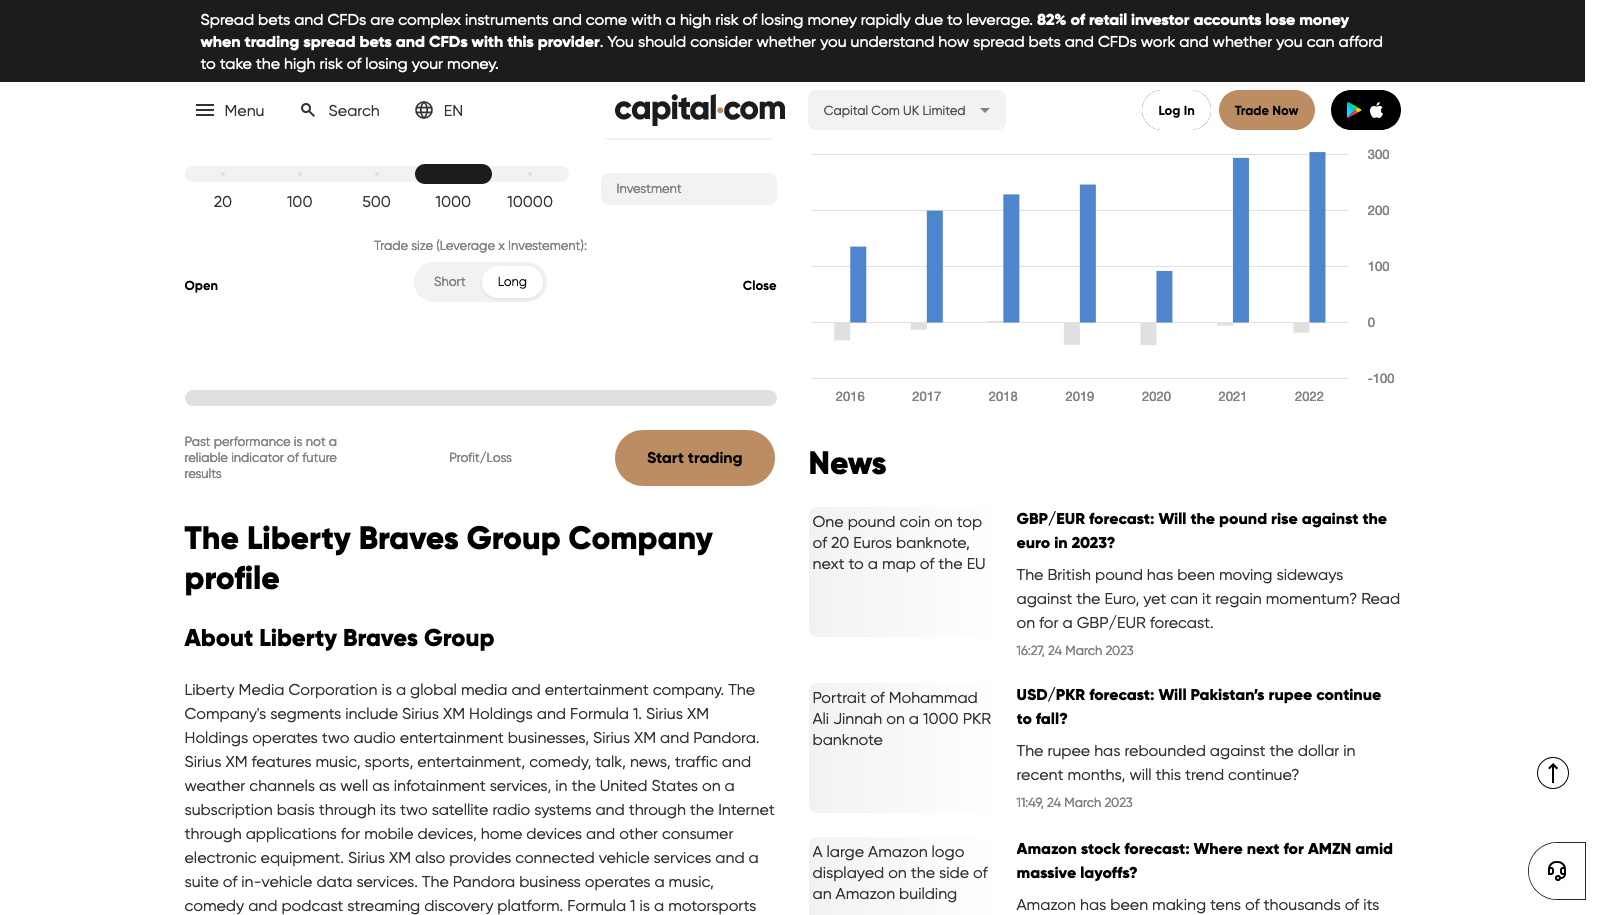 Spread bets and CFDs are complex instruments and come with a high risk of losing money rapidly due to leverage. 82% of retail investor accounts lose money
when trading spread bets and CFDs with this provider. You should consider whether you understand how spread bets and CFDs work and whether you can afford
to take the high risk of losing your money.
Menu
Search
EN
capital.com
Capital Com UK Limited
Log In
Trade Now
20
100
500
1000
10000
Investment
Trade size (Leverage x Investement):
Open
Short
Long
Close
Past performance is not a
reliable indicator of future
results
Profit/Loss
Start trading
The Liberty Braves Group Company
profile
About Liberty Braves Group
Liberty Media Corporation is a global media and entertainment company. The
Company's segments include Sirius XM Holdings and Formula 1. Sirius XM
Holdings operates two audio entertainment businesses, Sirius XM and Pandora.
Sirius XM features music, sports, entertainment, comedy, talk, news, traffic and
weather channels as well as infotainment services, in the United States on a
subscription basis through its two satellite radio systems and through the Internet
through applications for mobile devices, home devices and other consumer
electronic equipment. Sirius XM also provides connected vehicle services and a
suite of in-vehicle data services. The Pandora business operates a music,
comedy and podcast streaming discovery platform. Formula 1 is a motorsports
300
200
100
0
-100
2016
2017
2018
2019
2020
2021
2022
News
One pound coin on top
of 20 Euros banknote,
next to a map of the EU
GBP/EUR forecast: Will the pound rise against the
euro in 2023?
The British pound has been moving sideways
against the Euro, yet can it regain momentum? Read
on for a GBP/EUR forecast.
16:27, 24 March 2023
Portrait of Mohammad
Ali Jinnah on a 1000 PKR
banknote
USD/PKR forecast: Will Pakistan’s rupee continue
to fall?
The rupee has rebounded against the dollar in
recent months, will this trend continue?
11:49, 24 March 2023
A large Amazon logo
displayed on the side of
an Amazon building
Amazon stock forecast: Where next for AMZN amid
massive layoffs?
Amazon has been making tens of thousands of its